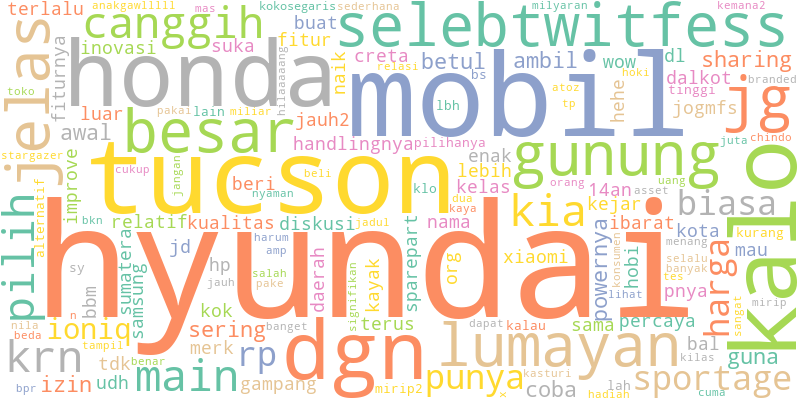 terlalu
anakgawlllll
mas
kokosegaris
sederhana
milyaran
kemana2
canggih
selebtwitfess
inovasi
suka
buat
fitur
creta
betul
ambil
wow
dl
sharing
jelas
fiturnya
honda
naik
relasi
mobil
bs
atoz
hehe
hoki
dalkot
tinggi
branded
toko
pakai
lain
miliar
hilaaaaang
lbh
tp
jogmfs
jg
luar
jauh2
awal
besar
handlingnya
pilihanya
gunung
juta
chindo
stargazer
cukup
jangan
tucson
enak
lebih
kelas
orang
asset
uang
kalo
improve
alternatif
beri
nyaman
beli
klo
dua
kaya
14an
kejar
biasa
pilih
bkn
relatif
kualitas
diskusi
nama
kia
ibarat
kota
menang
kurang
hyundai
sumateran
jd
harum
amp
jadul
sparepart
org
powernya
hobi
konsumen
mau
selalu
banyak
harga
sy
samsung
hp
salah
pake
jauh
daerah
signifikan
kayak
xiaomi
lihat
pnya
tes
sangat
mirip
n
bbm
ioniq
kok
nila
beda
tampil
benar
sering
banget
terus
dapat
kalau
sama
percaya
bal
kilas
guna
krn
merk
rp
dgn
lumayan
tdk
main
punya
coba
kasturi
lah
sportage
bpr
izin
udh
gampang
mirip2
x
hadiah
cuma